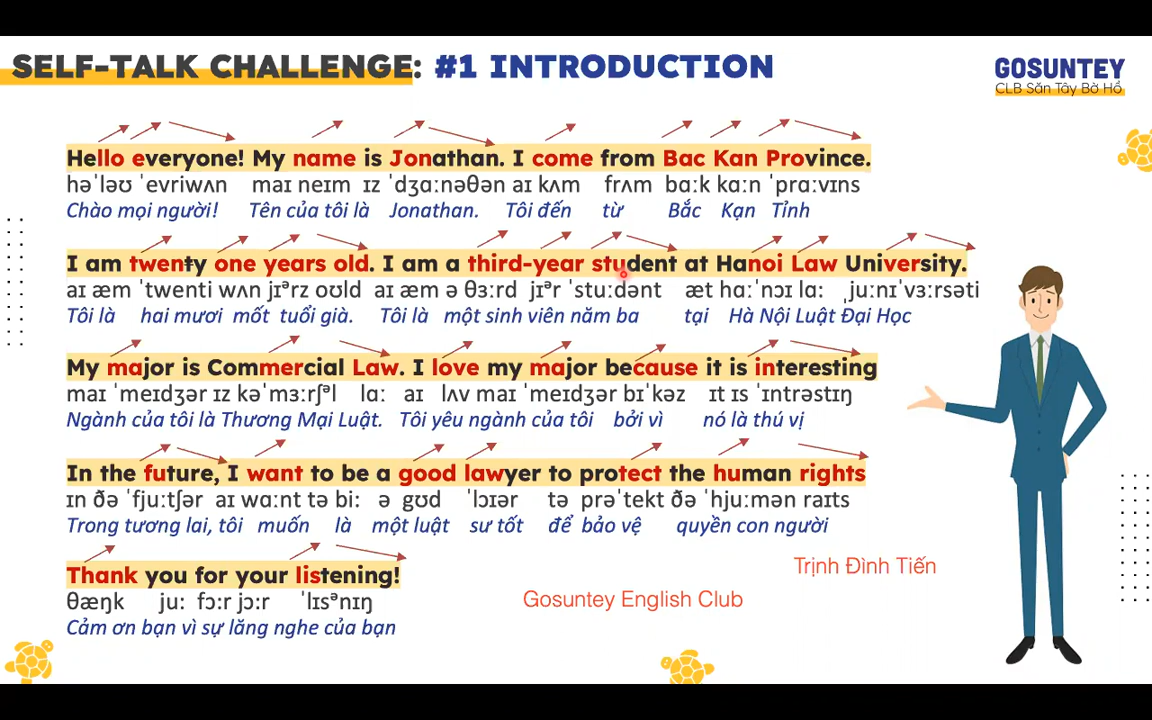 SELF-TALK CHALLENGE: #1 INTRODUCTION
GOSUNTEY
CLB Săn Tây Bờ Hồ
Hello everyone! My name is Jonathan. I come from Bac Kan Province.
həˈləʊ ˈevriwʌn maɪ neɪm ɪz ˈdʒɑːnəθən aɪ kʌm frʌm bɑːk kɑːn ˈprɑːvɪns
Chào mọi người! Tên của tôi là Jonathan. Tôi đến từ Bắc Kạn Tỉnh
I am twenty one years old. I am a third-year student at Hanoi Law University.
aɪ æm ˈtwenti wʌn jɪᵊrz oʊld aɪ æm ə θɜːrd jɪᵊr ˈstuːdənt æt hɑːˈnɔɪ lɑː ˌjuːnɪˈvɜːrsəti
Tôi là hai mươi mốt tuổi già. Tôi là một sinh viên năm ba tại Hà Nội Luật Đại Học
My major is Commercial Law. I love my major because it is interesting
maɪ ˈmeɪdʒər ɪz kəˈmɜːrʃᵊl lɑː aɪ lʌv maɪ ˈmeɪdʒər bɪˈkəz ɪt ɪs ˈɪntrəstɪŋ
Ngành của tôi là Thương Mại Luật. Tôi yêu ngành của tôi bởi vì nó là thú vị
In the future, I want to be a good lawyer to protect the human rights
ɪn ðə ˈfjuːtʃər aɪ wɑːnt tə biː ə gʊd ˈlɔɪər tə prəˈtekt ðə ˈhjuːmən raɪts
Trong tương lai, tôi muốn là một luật sư tốt để bảo vệ quyền con người
Thank you for your listening!
θæŋk juː fɔːr jɔːr ˈlɪsᵊnɪŋ
Cảm ơn bạn vì sự lăng nghe của bạn
Trịnh Đình Tiến
Gosuntey English Club